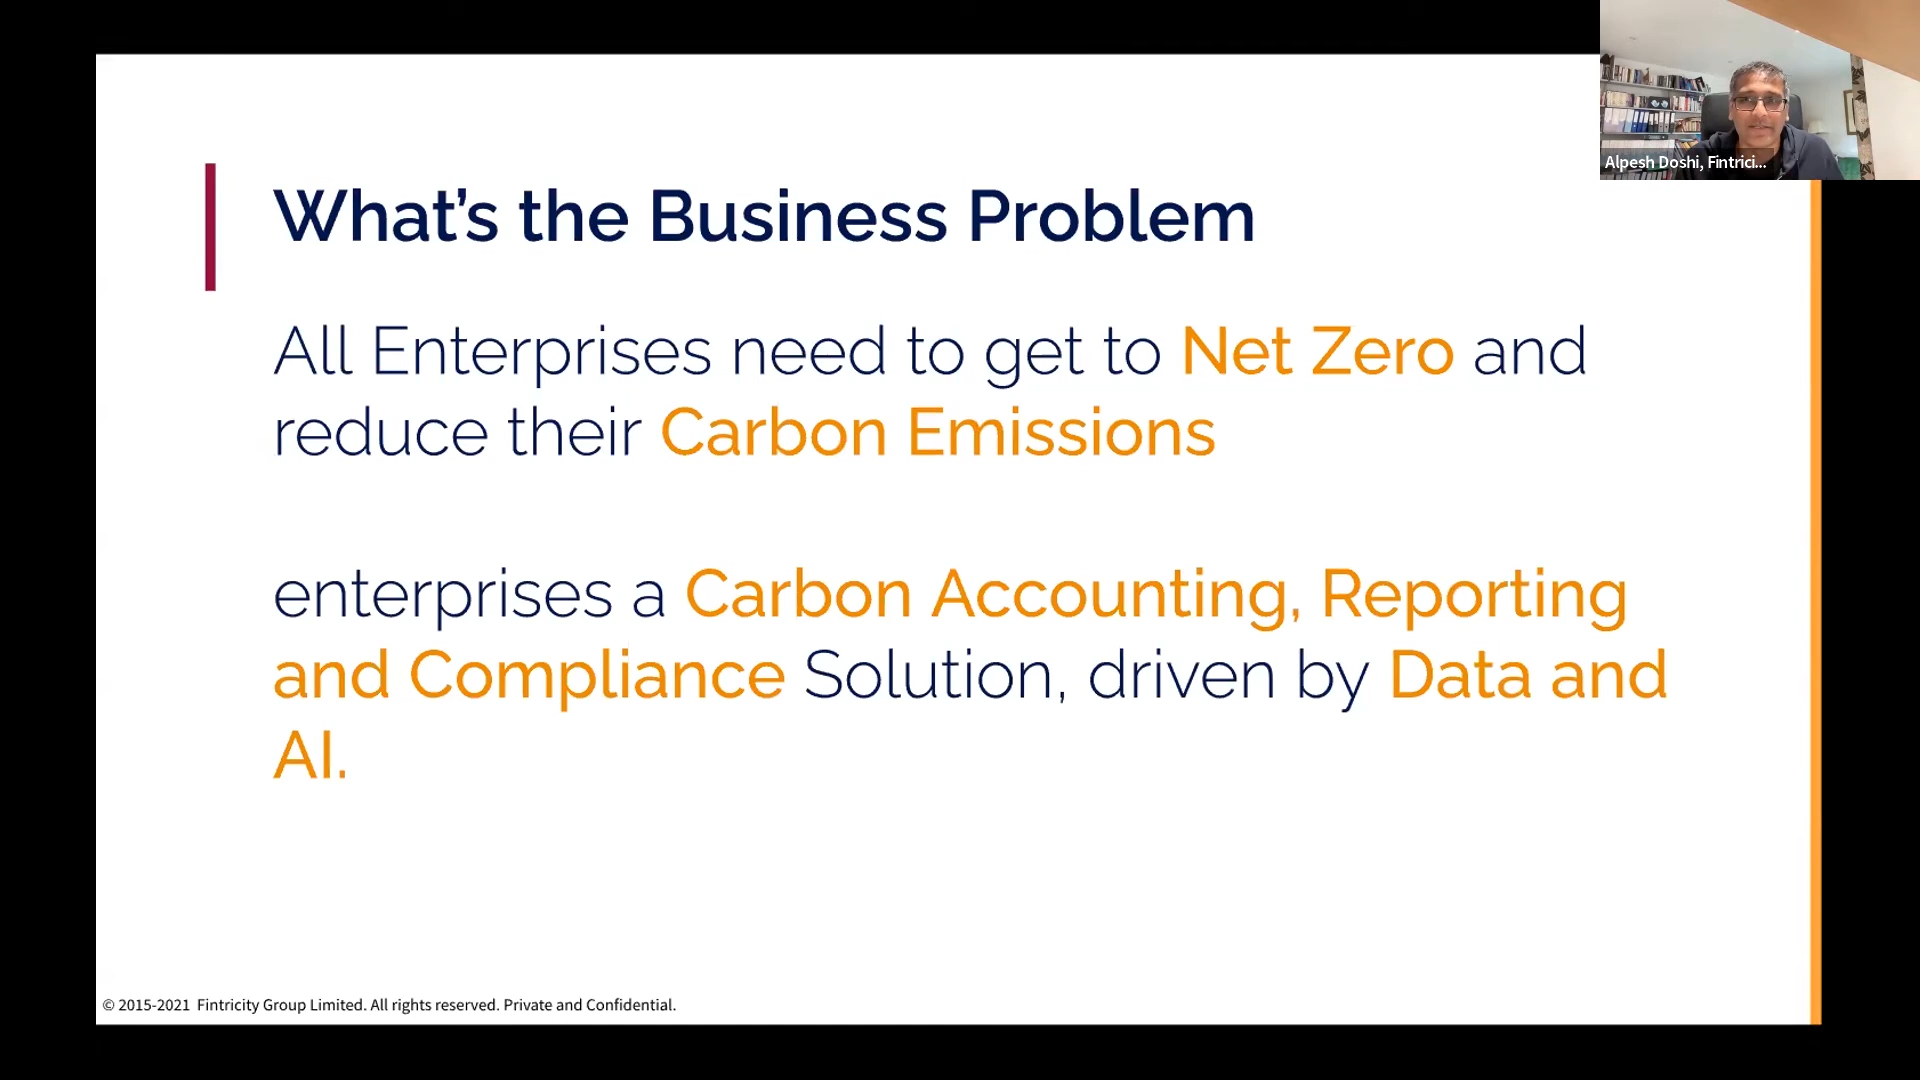 What's the Business Problem
All Enterprises need to get to Net Zero and
reduce their Carbon Emissions
enterprises a Carbon Accounting, Reporting
and Compliance Solution, driven by Data and
AI.
© 2015-2021 Fintricity Group Limited. All rights reserved. Private and Confidential.
Alpesh Doshi, Fintrici...